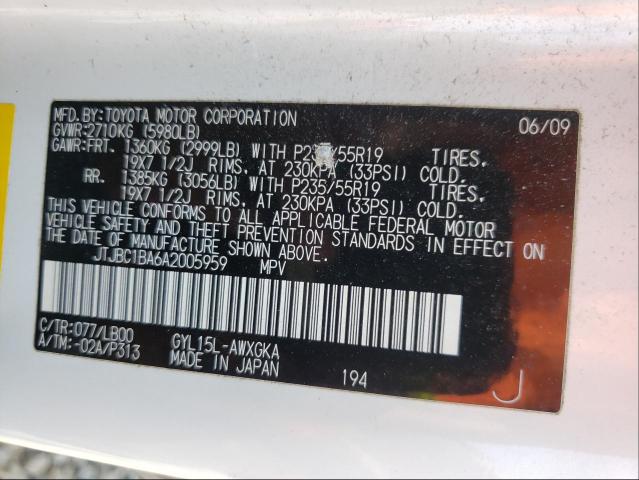 MFD.BY:TOYOTA MOTOR CORPORATION 06/09
GVWR:2710KG (5980LB)
GAWR:FRT. 1360KG (2999LB) WITH P235/55R19 TIRES,
19X7 1/2J RIMS, AT 230KPA (33PSI) COLD.
RR. 1385KG (3056LB) WITH P235/55R19 TIRES,
19X7 1/2J RIMS, AT 230KPA (33PSI) COLD.
THIS VEHICLE CONFORMS TO ALL APPLICABLE FEDERAL MOTOR
VEHICLE SAFETY AND THEFT PREVENTION STANDARDS IN EFFECT ON
THE DATE OF MANUFACTURE SHOWN ABOVE.
JTJBC1BA6A2005959 MPV
C/TR:077/LB00 GYL15L-AWXGKA
A/TM:-02A/P313 MADE IN JAPAN
194 J